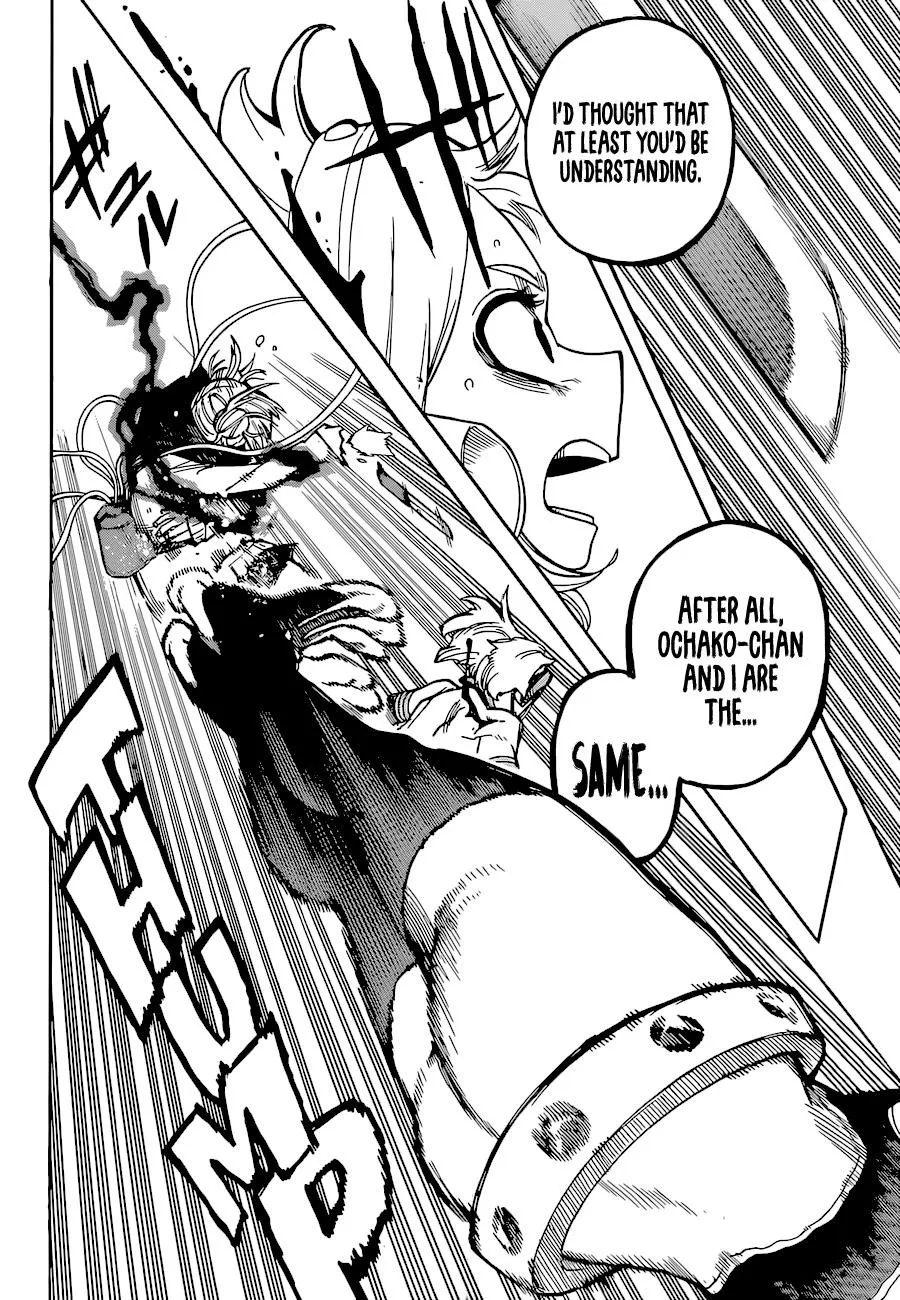 I'D THOUGHT THAT
AT LEAST YOU'D BE
UNDERSTANDING.
AFTER ALL,
OCHAKO-CHAN
AND I ARE
THE...
SAME...
THUMP